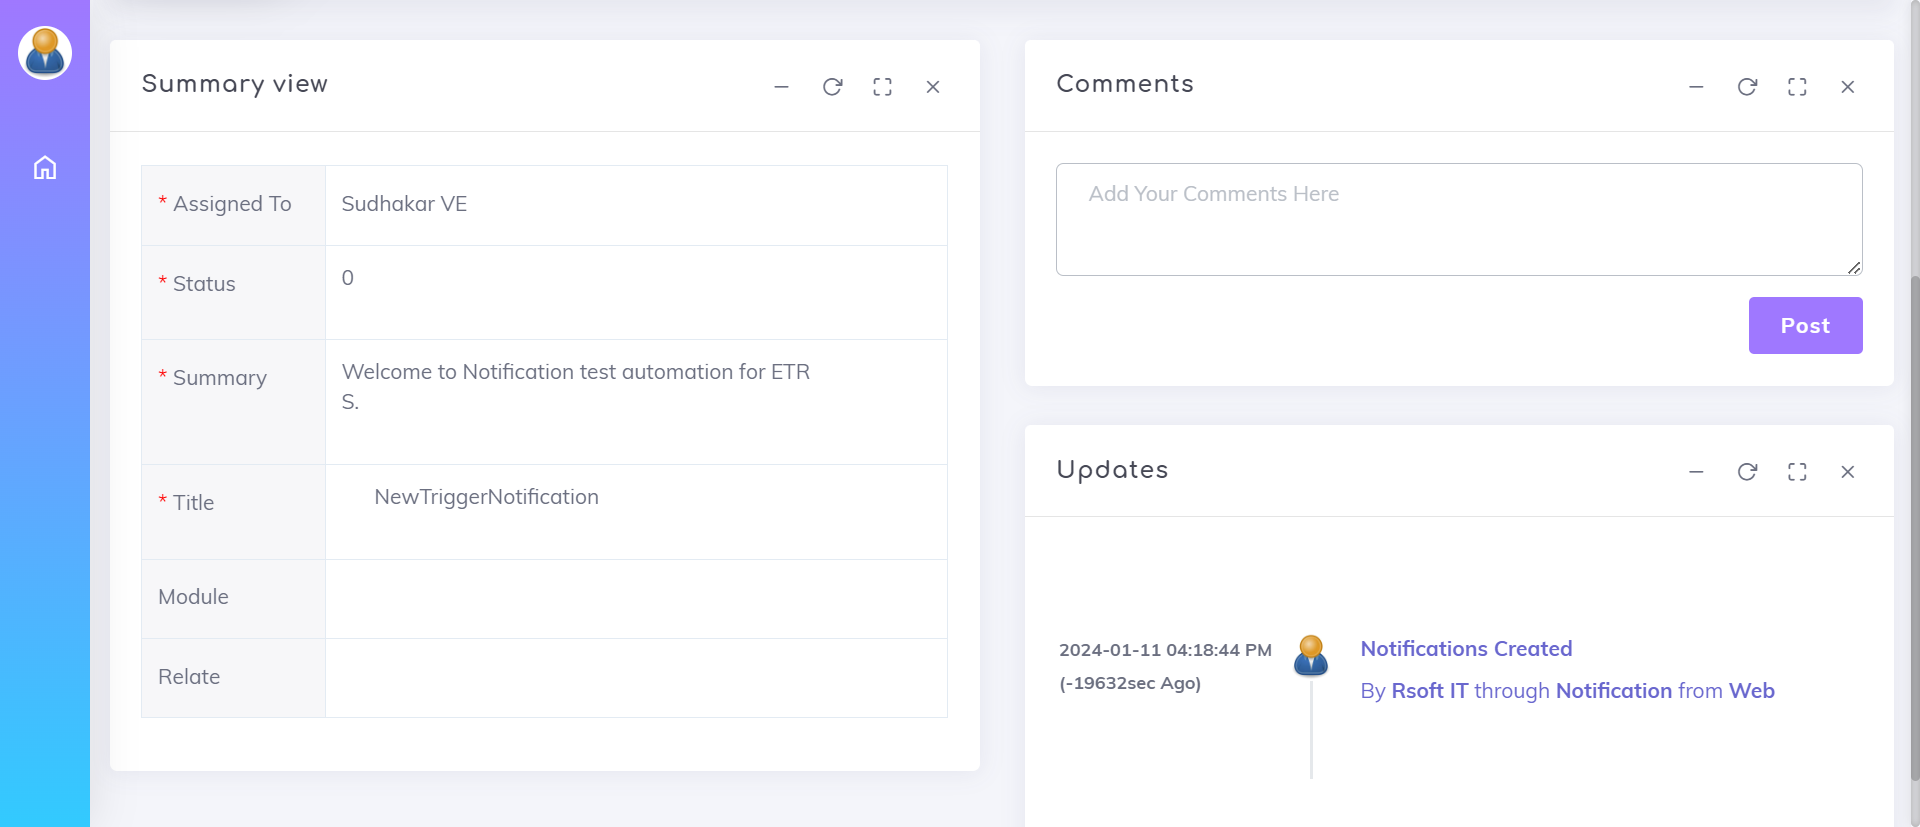 Summary view
* Assigned To
Sudhakar VE
* Status
0
* Summary
Welcome to Notification test automation for ETR
S.
* Title
NewTriggerNotification
Module
Relate
Comments
Add Your Comments Here
Post
Updates
2024-01-11 04:18:44 PM
(-19632sec Ago)
Notifications Created
By Rsoft IT through Notification from Web